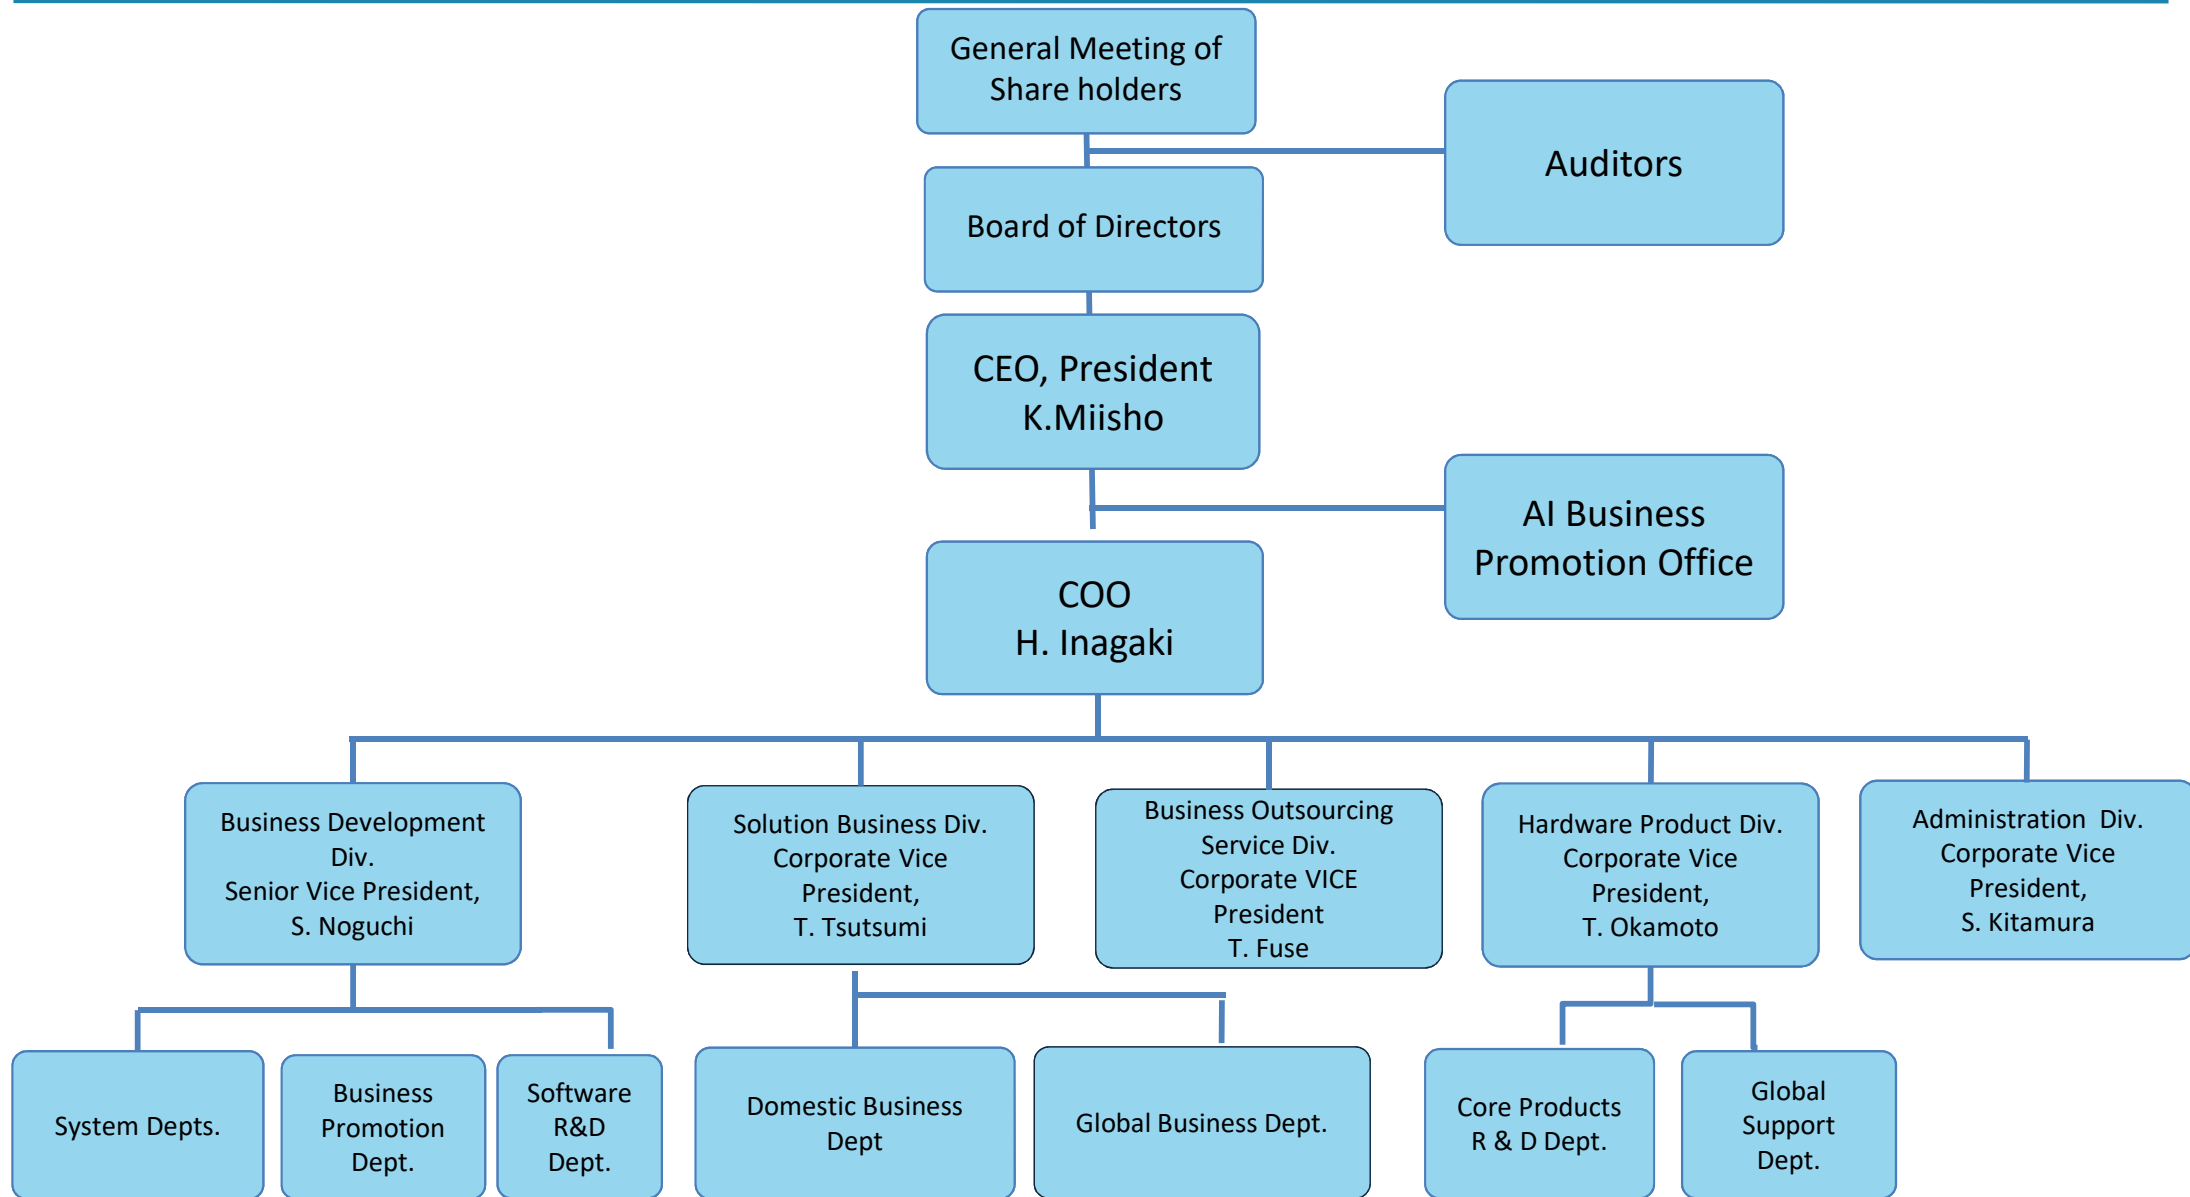 General Meeting of
Share holders
Auditors
Board of Directors
CEO, President
K.Miisho
AI Business
Promotion Office
COO
H. Inagaki
Business Development
Div.
Senior Vice President,
S. Noguchi
Solution Business Div.
Corporate Vice
President,
T. Tsutsumi
Business Outsourcing
Service Div.
Corporate VICE
President
T. Fuse
Hardware Product Div.
Corporate Vice
President,
T. Okamoto
Administration  Div.
Corporate Vice
President,
S. Kitamura
System Depts.
Business
Promotion
Dept.
Software
R&D
Dept.
Domestic Business
Dept
Global Business Dept.
Core Products
R & D Dept.
Global
Support
Dept.